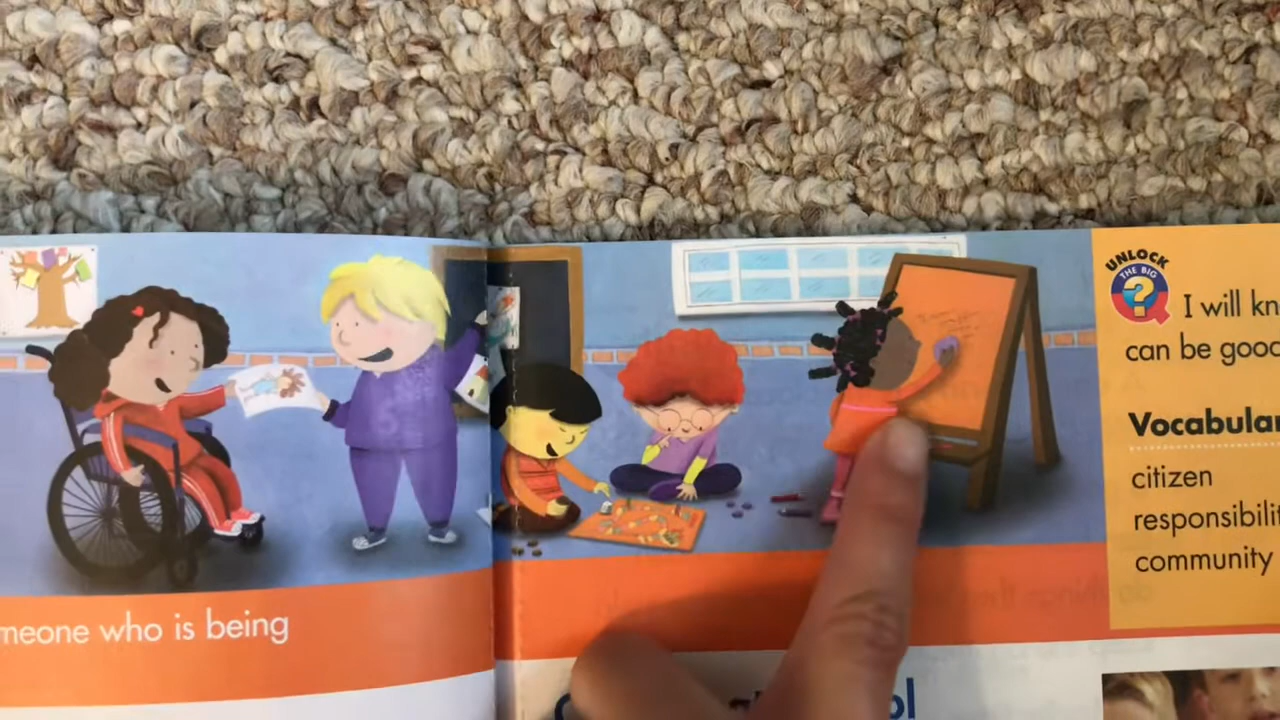 meone who is being
UNLOCK
THE BIG
?
I will kn
can be good
Vocabular
citizen
responsibilit
community